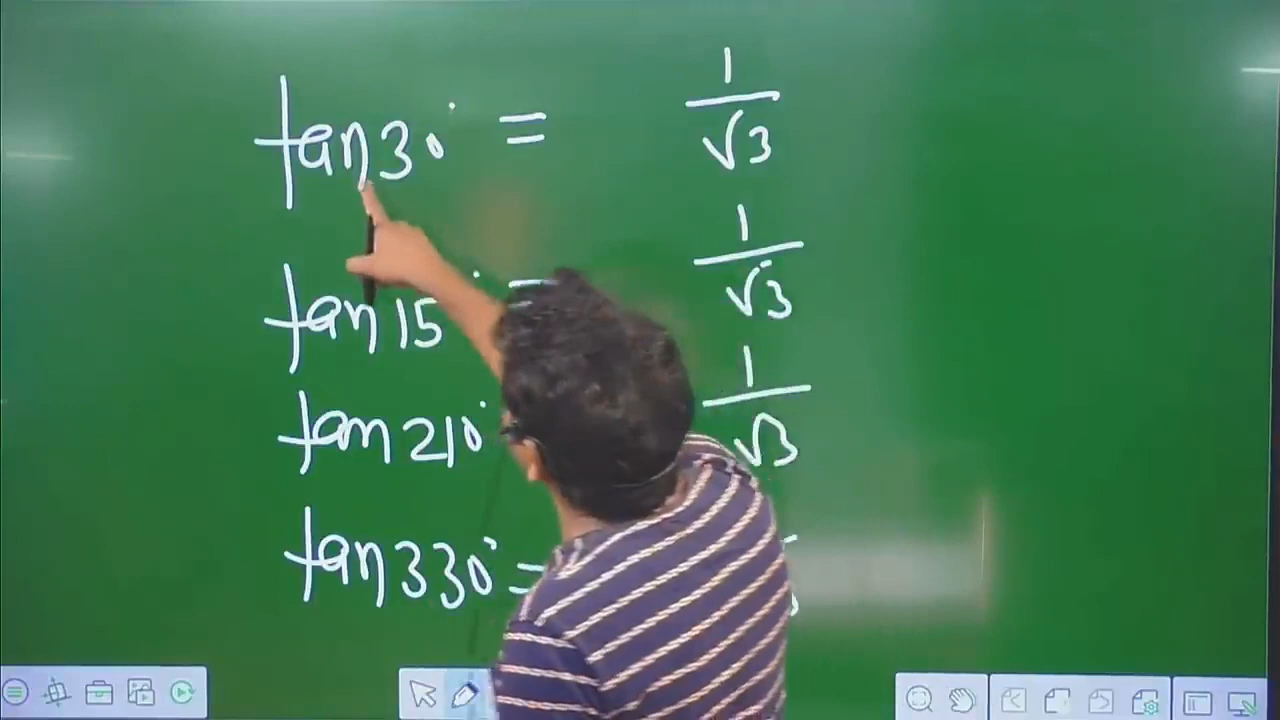 tan30° = 1/√3
tan15 ° = 1/√3
tan210° 1/√3
tan330° =